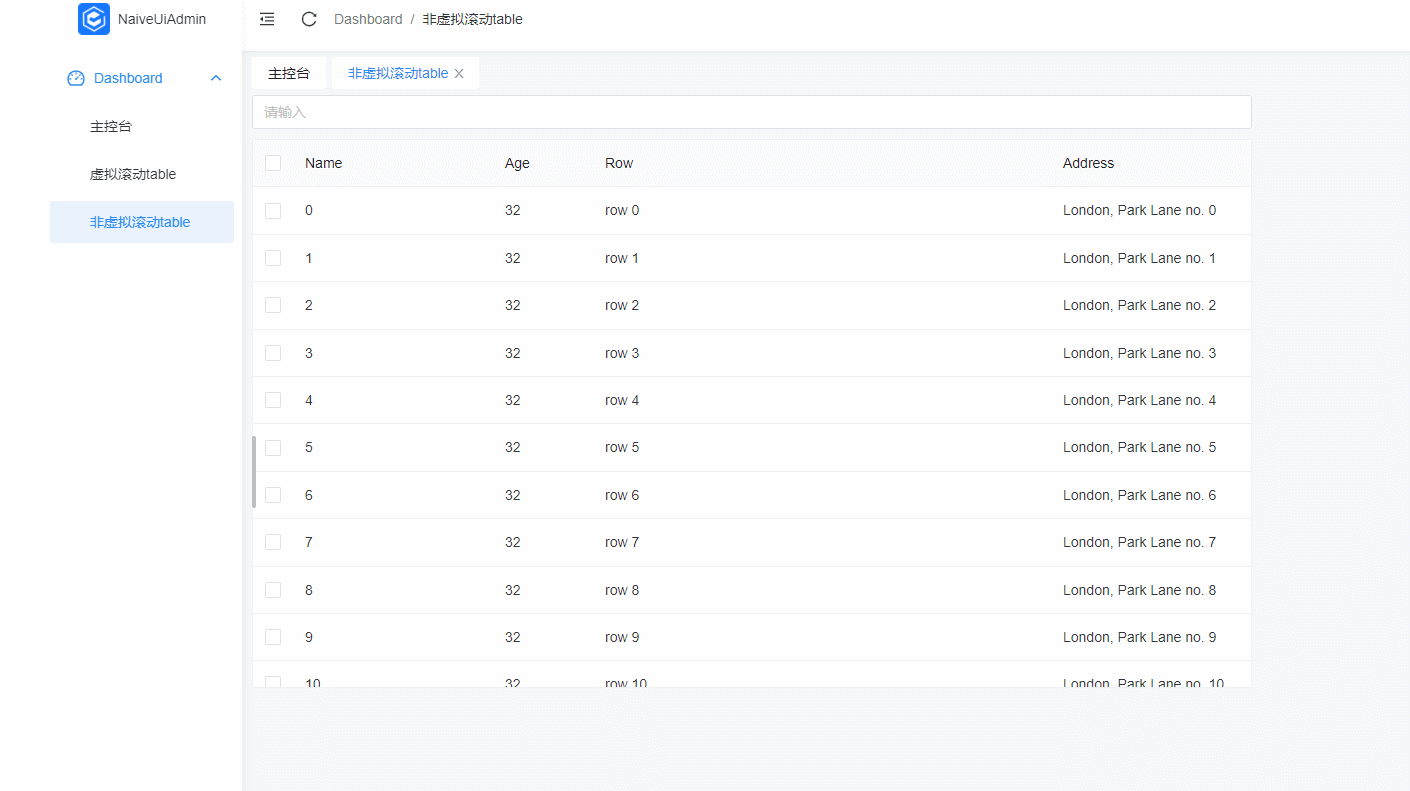 NaiveUiAdmin
Dashboard / 非虚拟滚动table
Dashboard
主控台
虚拟滚动table
非虚拟滚动table
主控台 非虚拟滚动table
请输入
Name Age Row Address
0 32 row 0 London, Park Lane no. 0
1 32 row 1 London, Park Lane no. 1
2 32 row 2 London, Park Lane no. 2
3 32 row 3 London, Park Lane no. 3
4 32 row 4 London, Park Lane no. 4
5 32 row 5 London, Park Lane no. 5
6 32 row 6 London, Park Lane no. 6
7 32 row 7 London, Park Lane no. 7
8 32 row 8 London, Park Lane no. 8
9 32 row 9 London, Park Lane no. 9
10 32 row 10 London, Park Lane no. 10